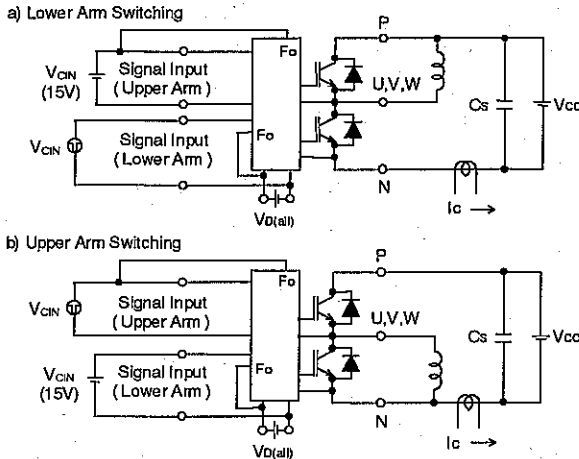 a) Lower Arm Switching
P
Fo
VCIN
(15V)
Signal Input
( Upper Arm )
U,V,W
Cs
Vcc
Fo
VCIN
Signal Input
( Lower Arm )
N
VD(all)
Ic
b) Upper Arm Switching
P
Fo
VCIN
Signal Input
( Upper Arm )
U,V,W
Cs
Vcc
Fo
VCIN
(15V)
Signal Input
( Lower Arm )
N
VD(all)
Ic